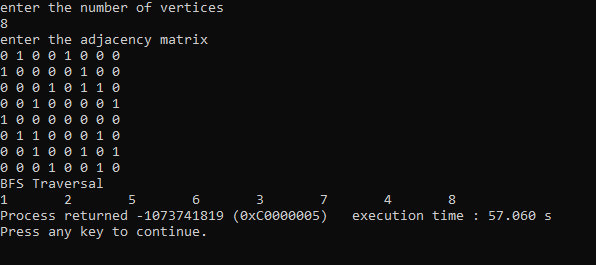 enter the number of vertices
8
enter the adjacency matrix
0 1 0 0 1 0 0 0
1 0 0 0 0 1 0 0
0 0 0 1 0 1 1 0
0 0 1 0 0 0 0 1
1 0 0 0 0 0 0 0
0 1 1 0 0 0 1 0
0 0 1 0 0 1 0 1
0 0 0 1 0 0 1 0
BFS Traversal
1 2 5 6 3 7 4 8
Process returned -1073741819 (0xC0000005) execution time : 57.060 s
Press any key to continue.